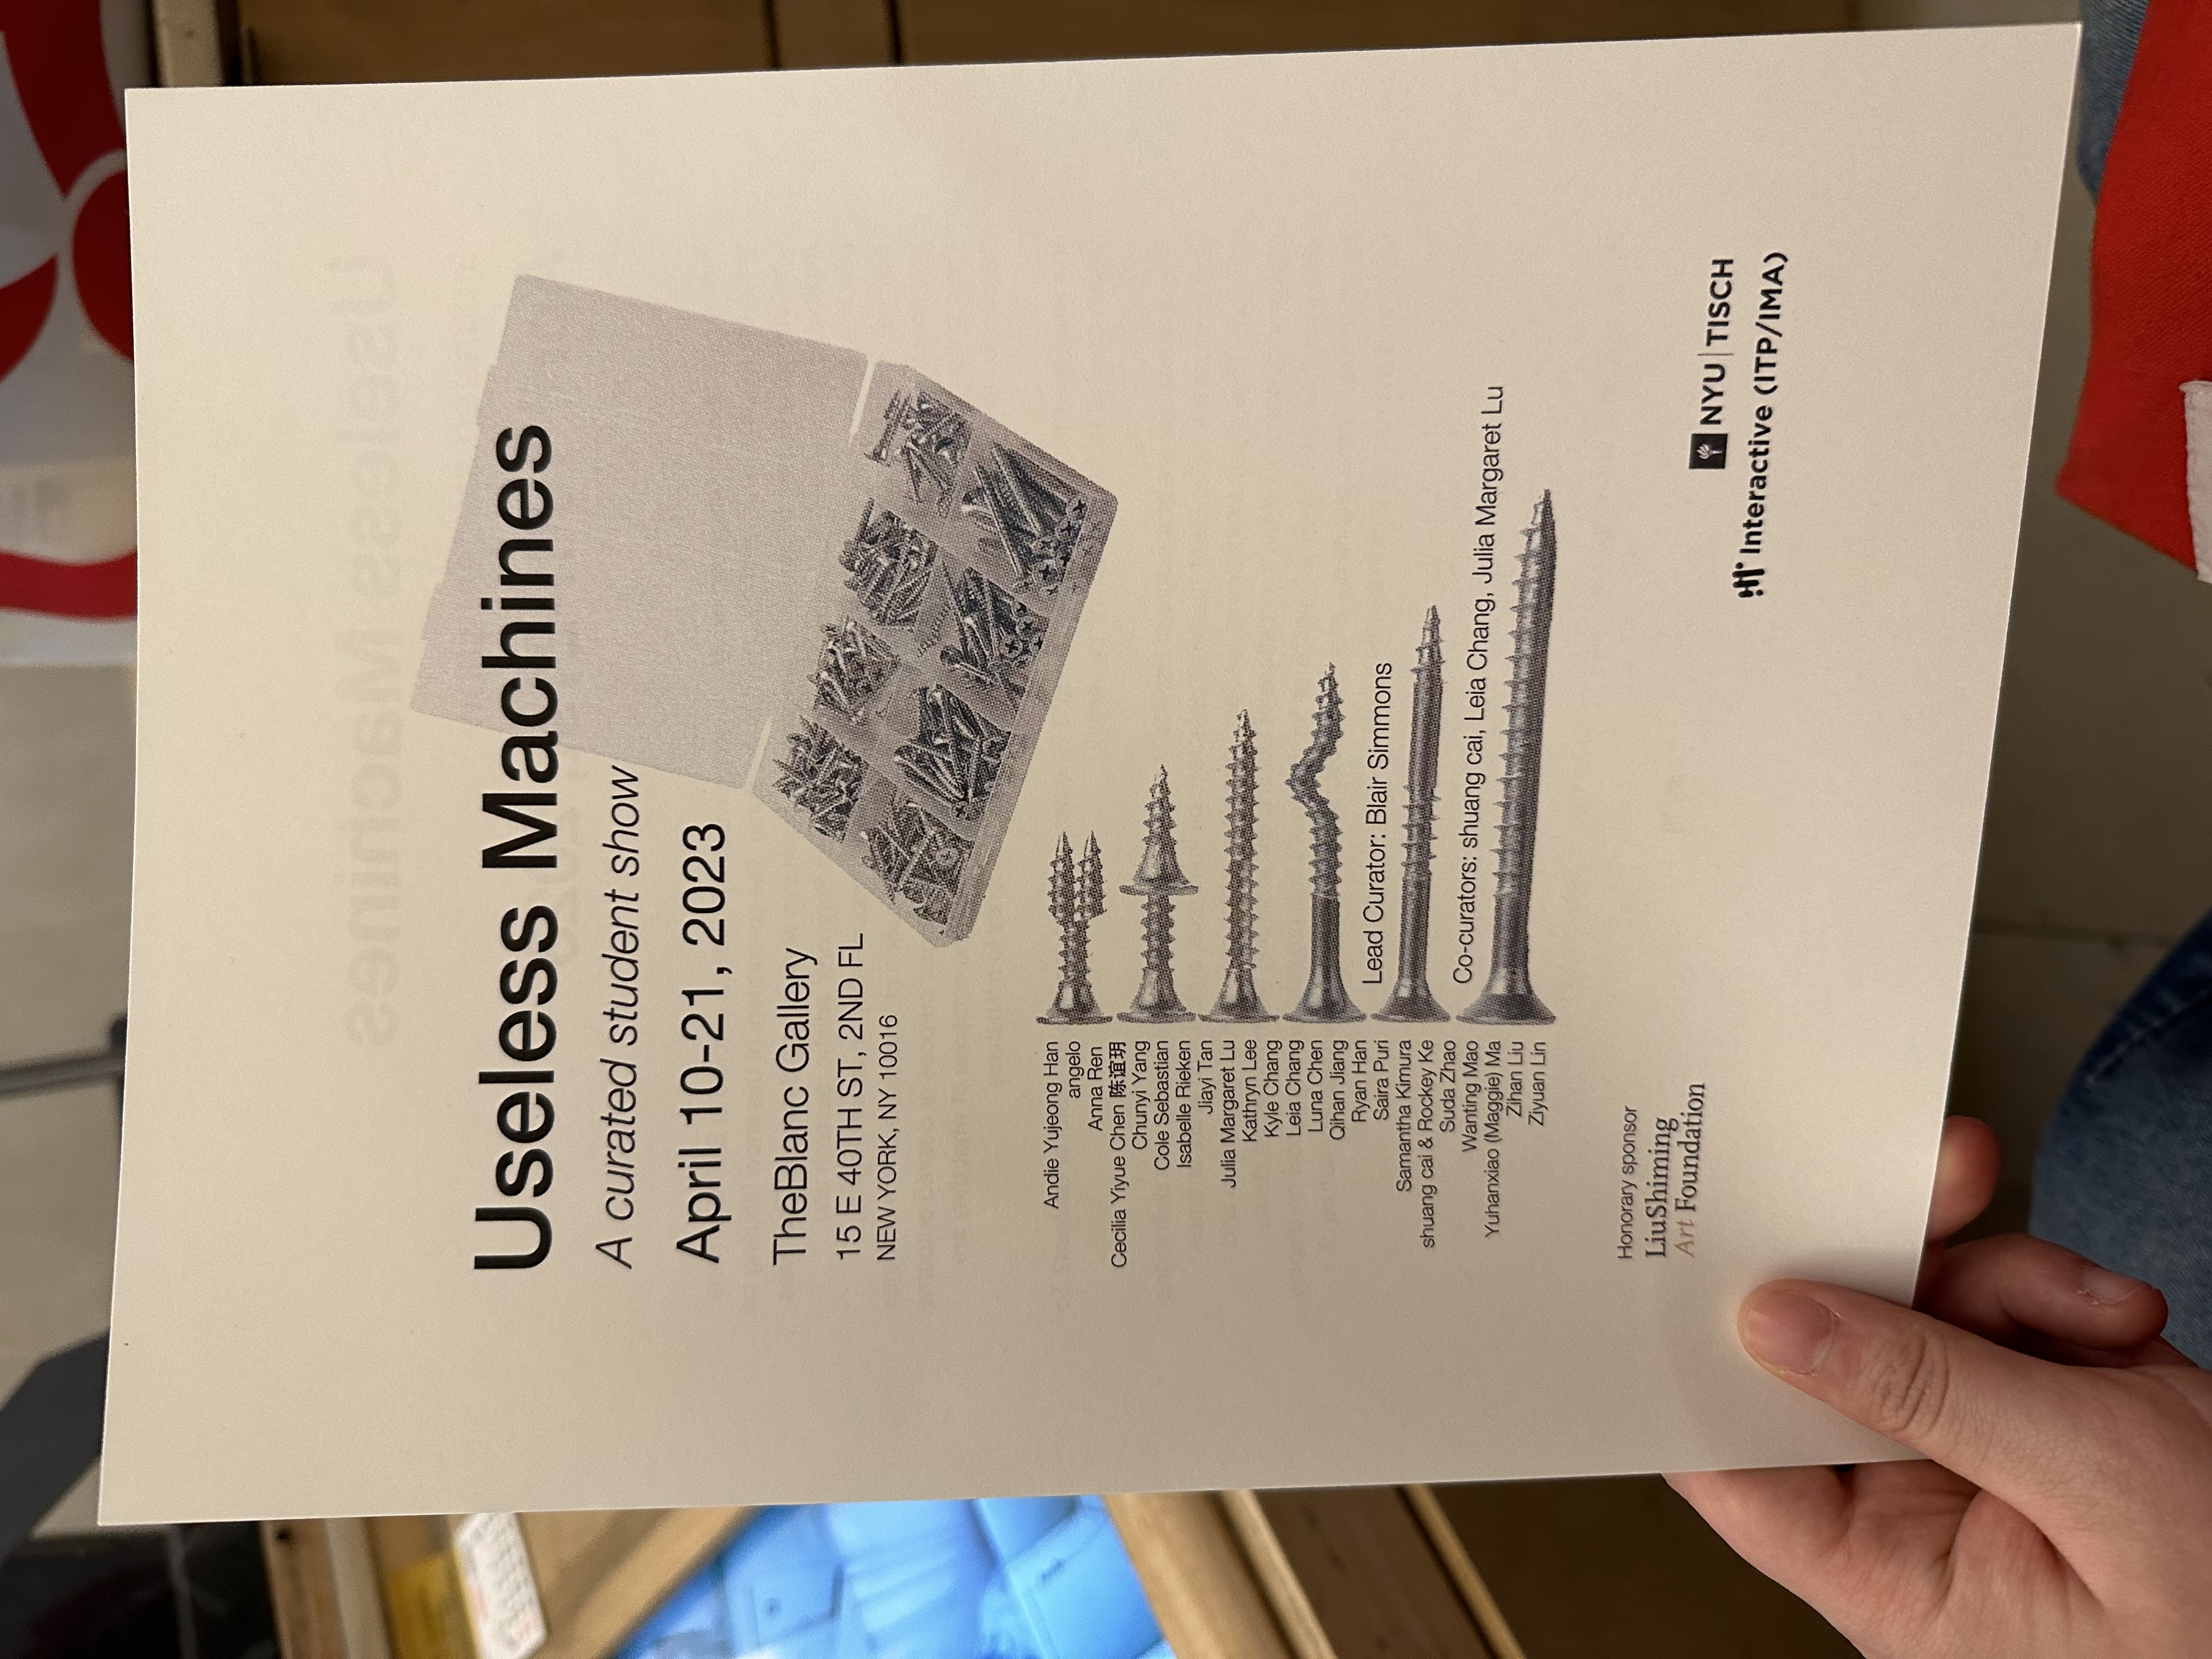 Useless Machines
A curated student show
April 10-21, 2023
TheBlanc Gallery
15 E 40TH ST, 2ND FL
NEW YORK, NY 10016
Andie Yujeong Han
angelo
Anna Ren
Cecilia Yiyue Chen 陈谊玥
Chunyi Yang
Cole Sebastian
Isabelle Rieken
Jiayi Tan
Julia Margaret Lu
Kathryn Lee
Kyle Chang
Leia Chang
Luna Chen
Qihan Jiang
Ryan Han
Saira Puri
Samantha Kimura
shuang cai & Rockey Ke
Suda Zhao
Wanting Mao
Yuhanxiao (Maggie) Ma
Zihan Liu
Ziyuan Lin
Lead Curator: Blair Simmons
Co-curators: shuang cai, Leia Chang, Julia Margaret Lu
Honorary sponsor
LiuShiming
Art Foundation
NYU | TISCH
Interactive (ITP/IMA)